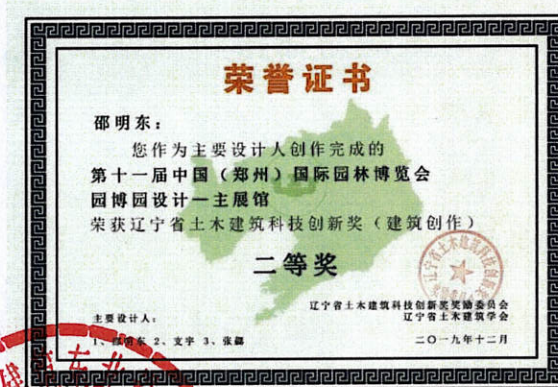 荣誉证书
邵明东：
您作为主要设计人创作完成的
第十一届中国（郑州）国际园林博览会
园博园设计一主展馆
荣获辽宁省土木建筑科技创新奖（建筑创作）
二等奖
辽宁省土木建筑科技创新奖奖励委员会
主要设计人：
辽宁省土木建筑学会
1、 东 2、支宇 3、张
二〇一九年十二月